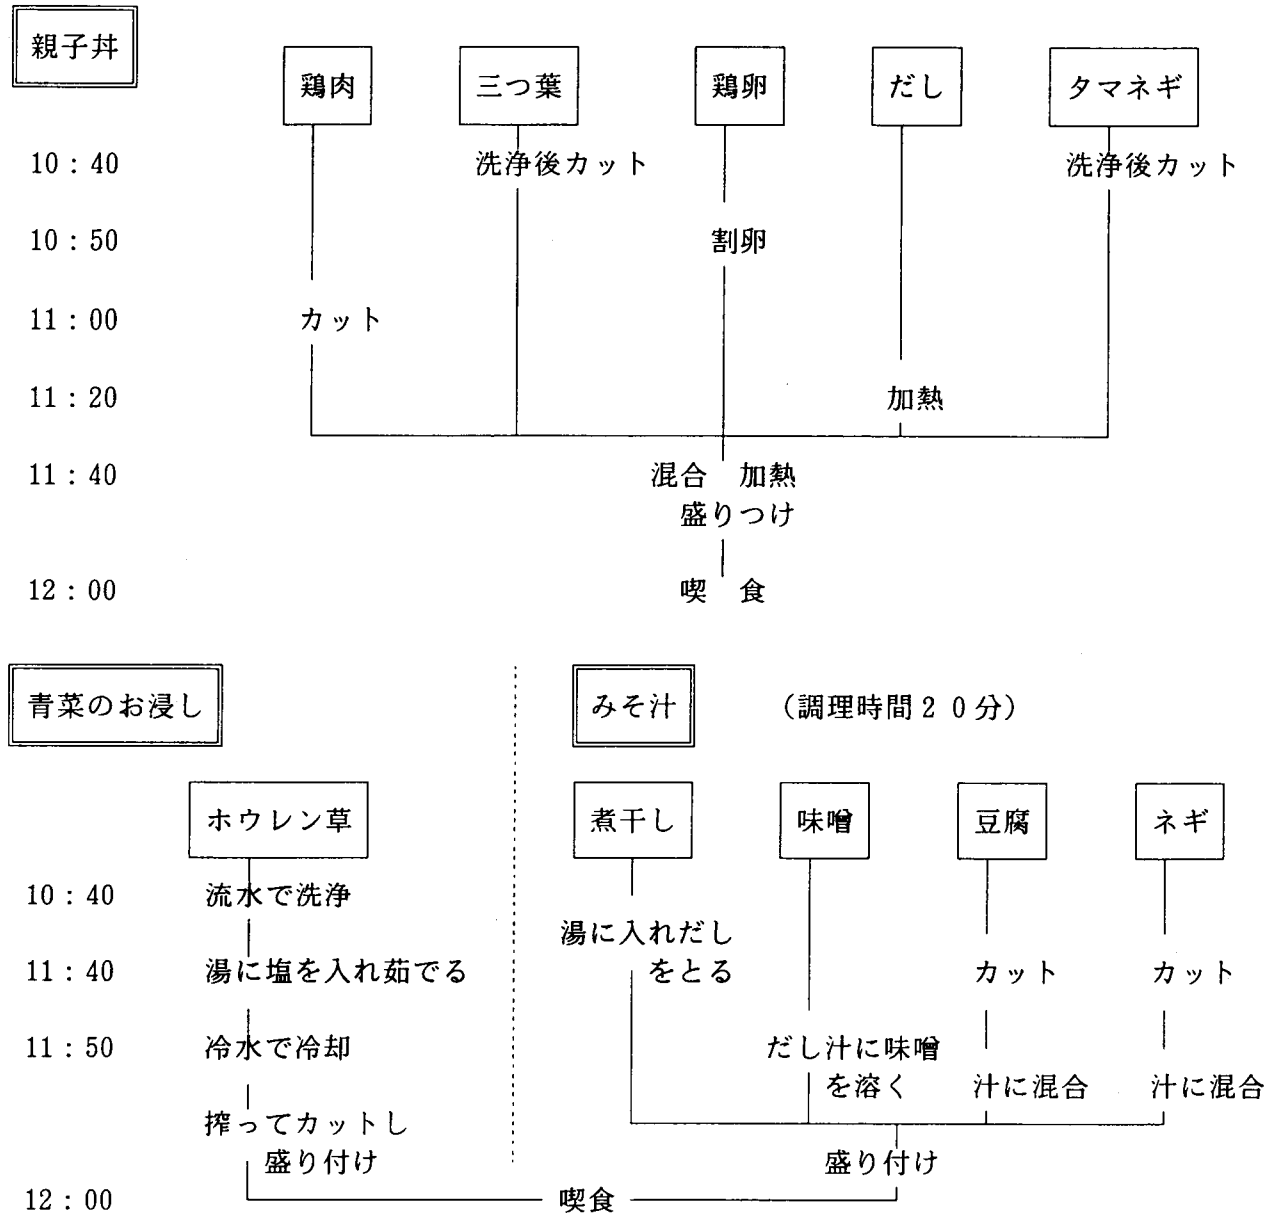 親子丼
鶏肉 三つ葉 鶏卵 だし タマネギ
10:40 洗浄後カット 洗浄後カット
10:50 割卵
11:00 カット
11:20 加熱
11:40 混合 加熱
盛りつけ
12:00 喫 食
青菜のお浸し みそ汁 (調理時間20分)
ホウレン草 煮干し 味噌 豆腐 ネギ
10:40 流水で洗浄
湯に入れだし
11:40 湯に塩を入れ茹でる をとる カット カット
11:50 冷水で冷却 だし汁に味噌
を溶く 汁に混合 汁に混合
搾ってカットし
盛り付け 盛り付け
12:00 喫食